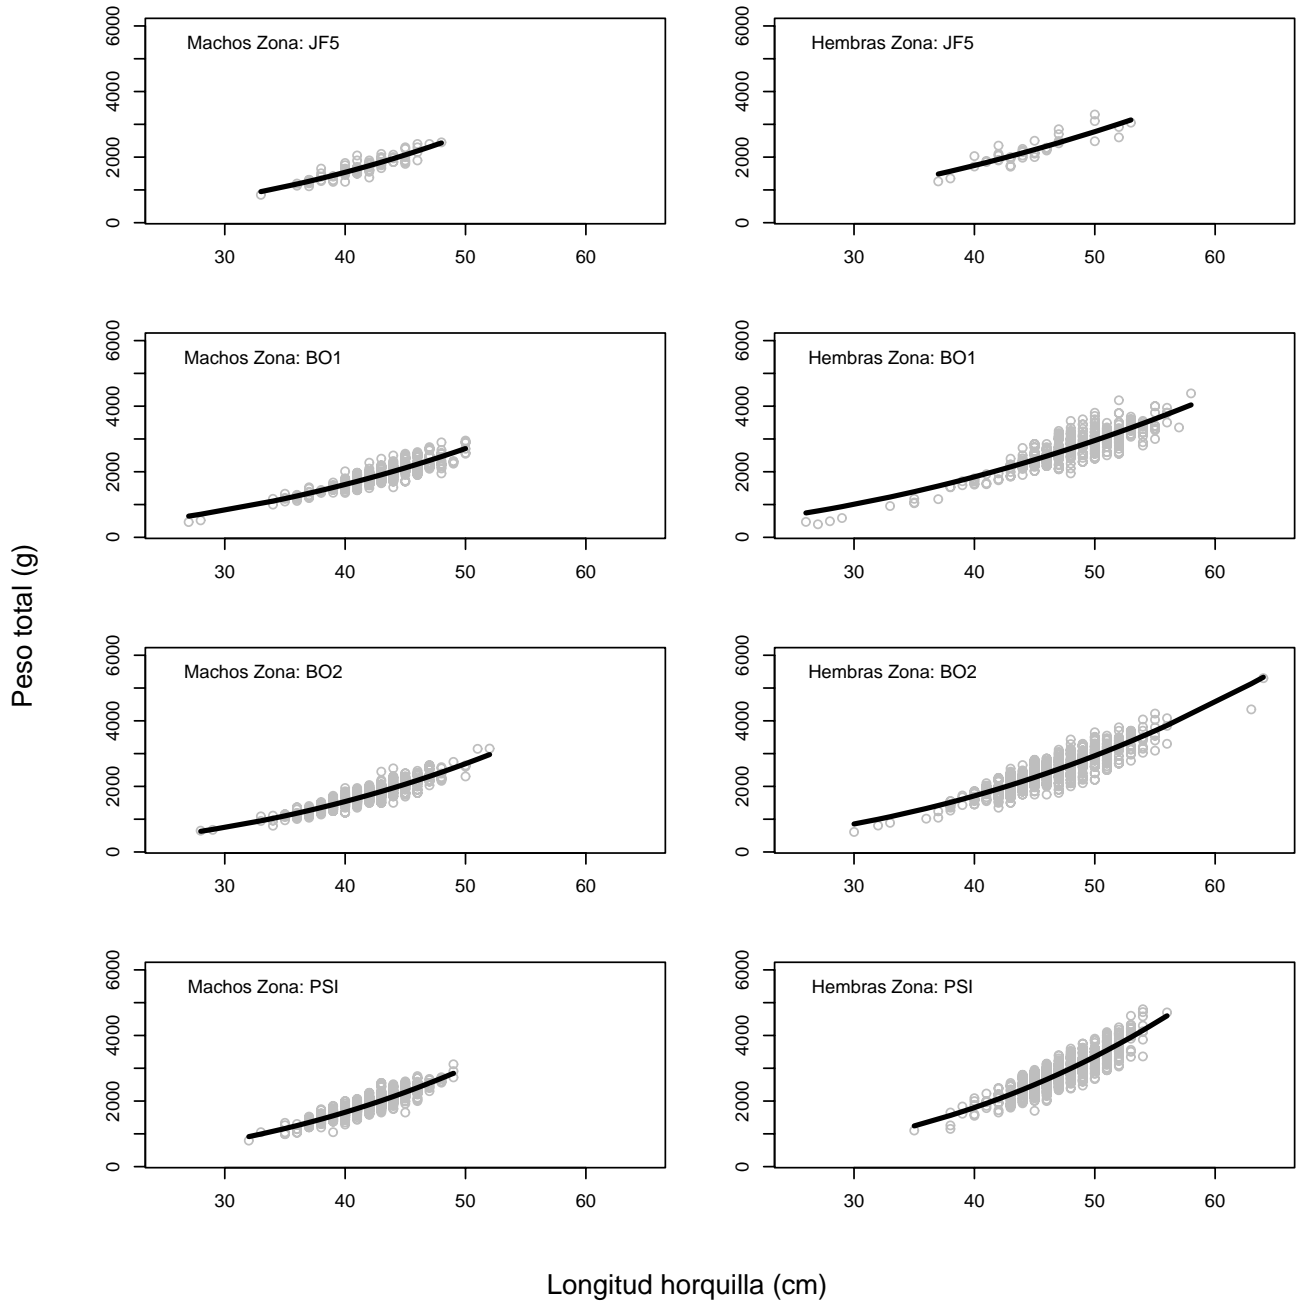 Machos Zona: JF5
0 2000 4000 6000
30 40 50 60
Hembras Zona: JF5
0 2000 4000 6000
30 40 50 60
Machos Zona: BO1
0 2000 4000 6000
30 40 50 60
Hembras Zona: BO1
0 2000 4000 6000
30 40 50 60
Machos Zona: BO2
0 2000 4000 6000
30 40 50 60
Hembras Zona: BO2
0 2000 4000 6000
30 40 50 60
Machos Zona: PSI
0 2000 4000 6000
30 40 50 60
Hembras Zona: PSI
0 2000 4000 6000
30 40 50 60
Peso total (g)
Longitud horquilla (cm)